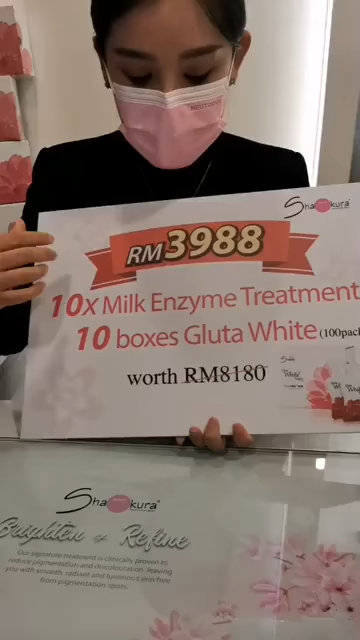 Shakura
RM3988
10x Milk Enzyme Treatment
10 boxes Gluta White (100pac
worth RM8180
Shakura
Brighten & Refine
Our signature treatment is clinically proven to
reduce pigmentation and discolouration, leaving
you with smooth, radiant and luminous skin free
from pigmentation spots.